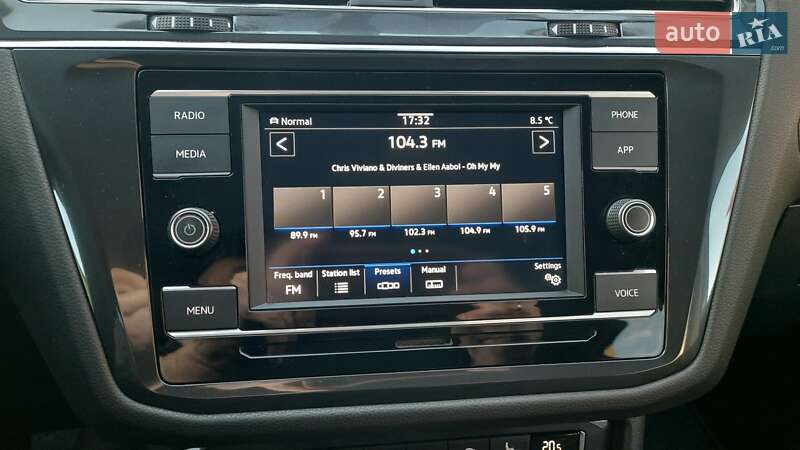 auto RIA .com
RADIO
MEDIA
MENU
Normal 17:32 8.5 °C
< 104.3 FM >
Chris Viviano & Diviners & Ellen Aabol - Oh My My
1 2 3 4 5
89.9 FM 95.7 FM 102.3 FM 104.9 FM 105.9 FM
Freq. band Station list Presets Manual Settings
FM
PHONE
APP
VOICE
20.5